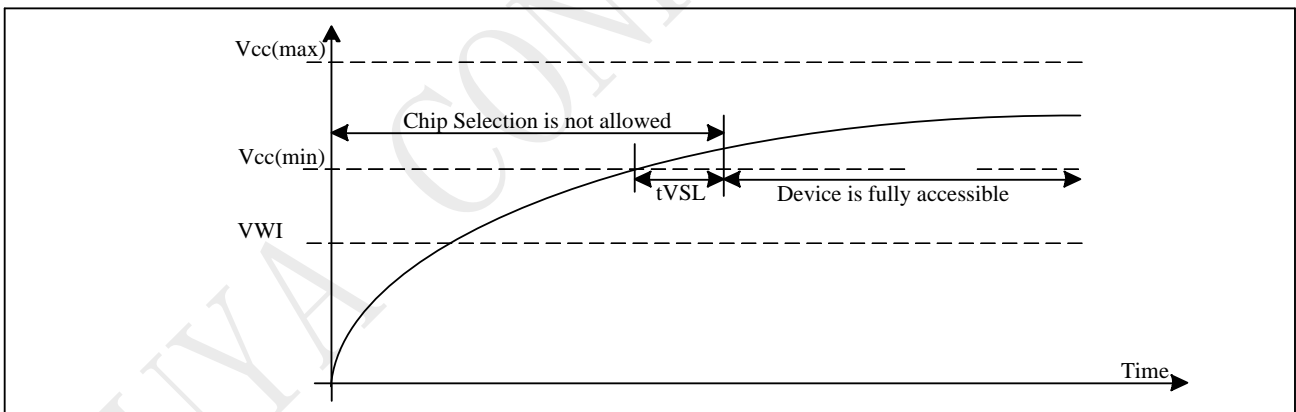 Vcc(max)
Chip Selection is not allowed
Vcc(min)
tVSL
Device is fully accessible
VWI
Time